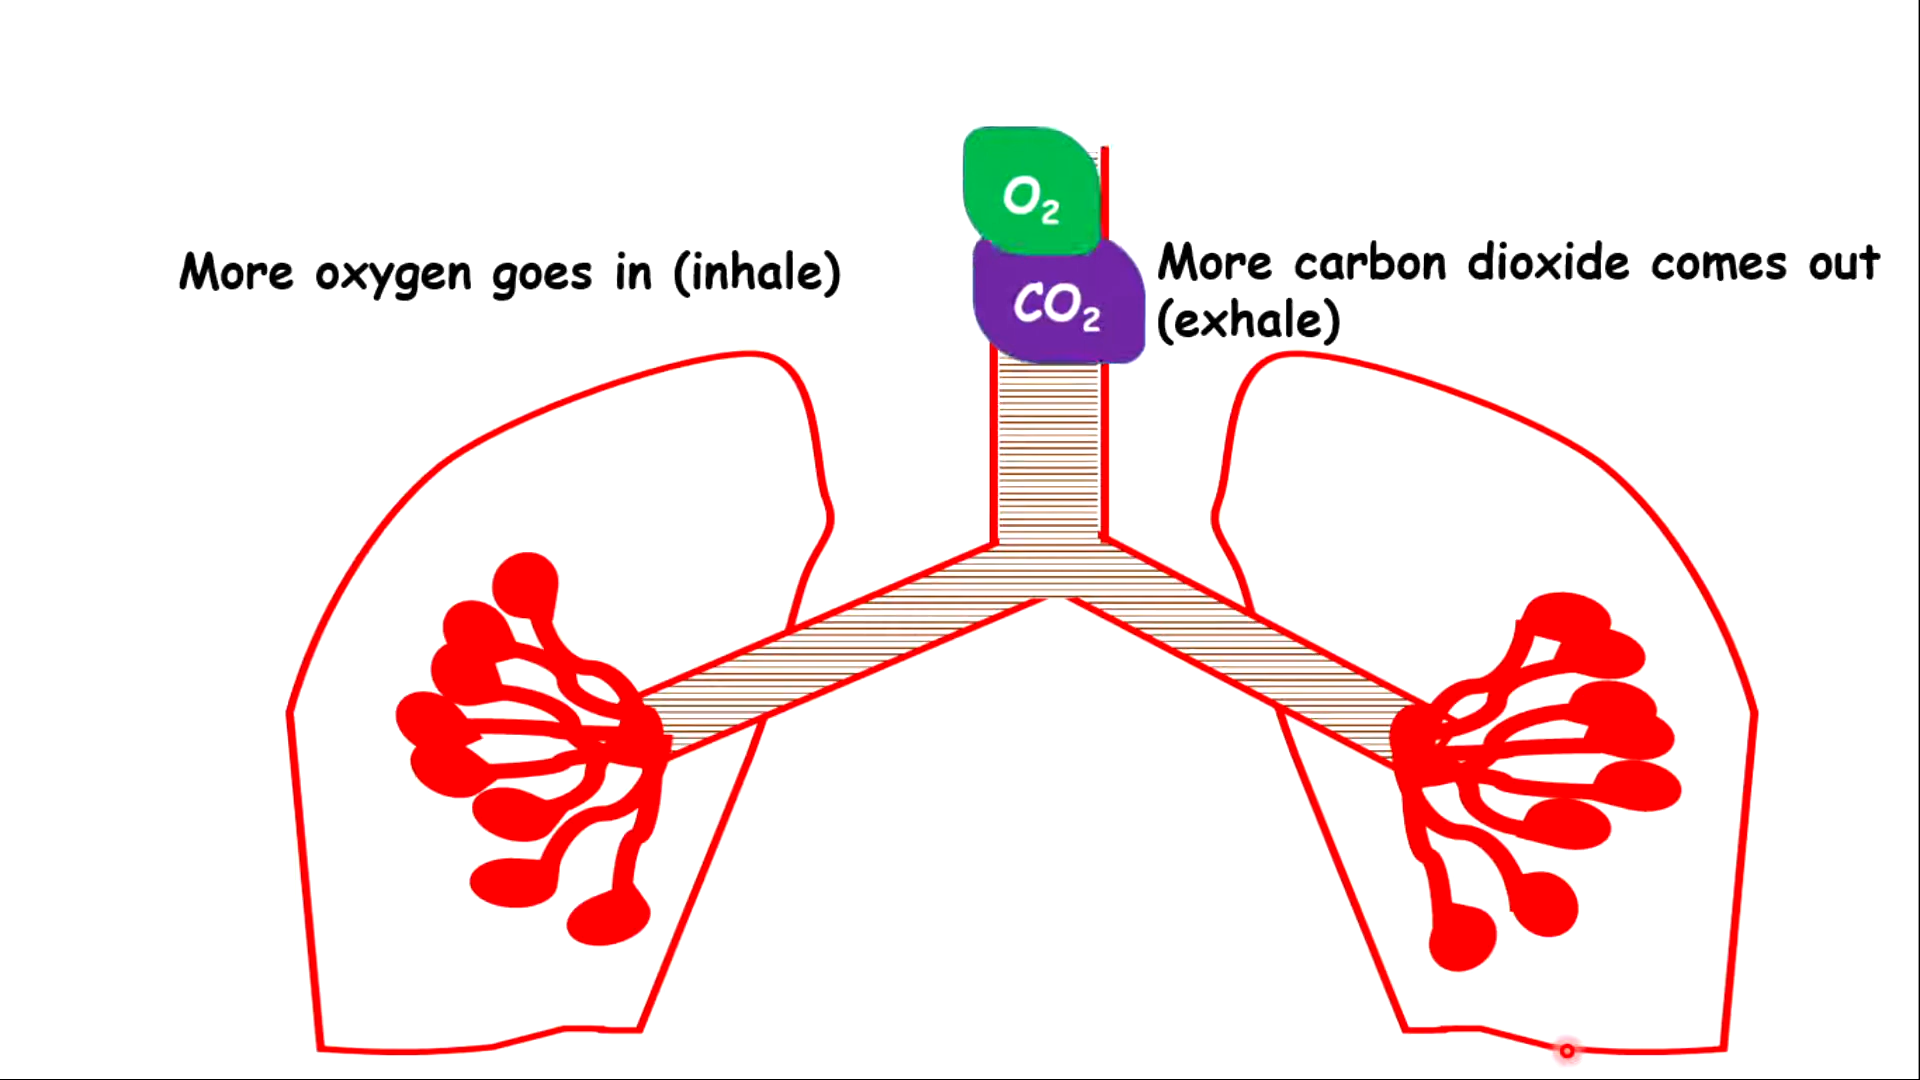 O₂
More oxygen goes in (inhale)
CO₂
More carbon dioxide comes out
(exhale)